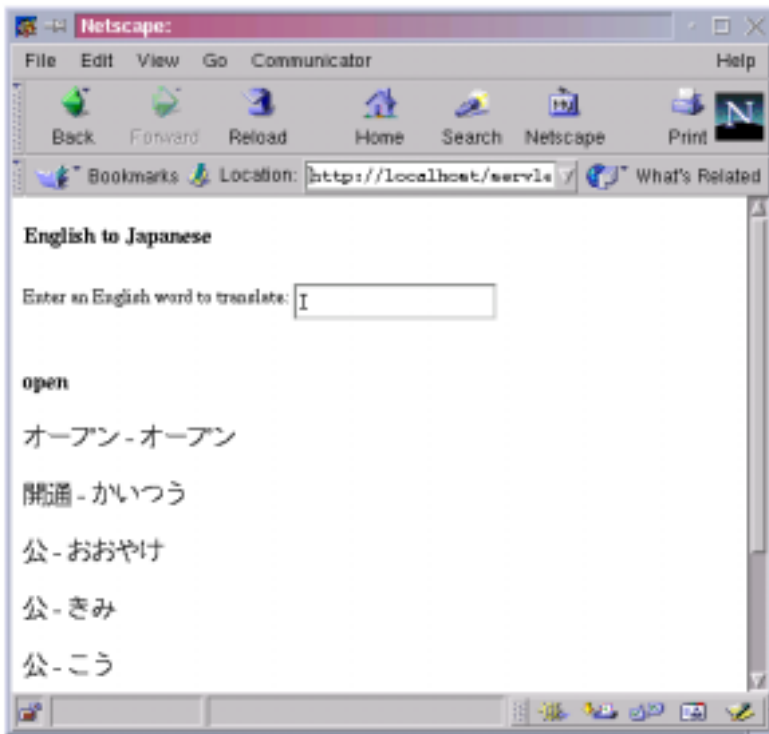 Netscape:
File Edit View Go Communicator Help
Back Forward Reload Home Search Netscape Print N
Bookmarks Location: http://localhost/servle What's Related
English to Japanese
Enter an English word to translate:
open
オープン - オープン
開通 - かいつう
公 - おおやけ
公 - きみ
公 - こう